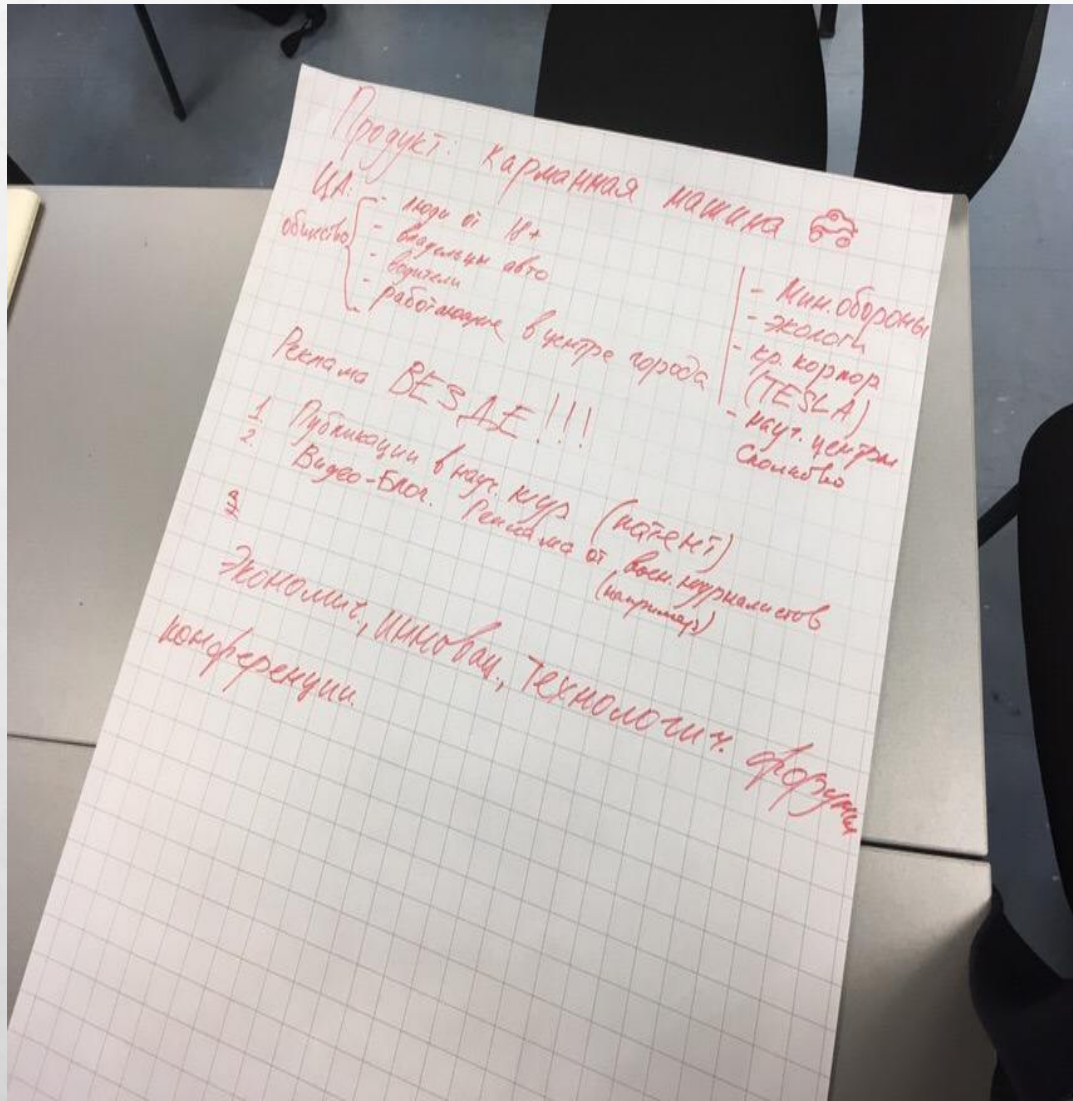 Продукт: карманная машина
ЦА: - люди от 18+
общество - владельцы авто
- водители
- работающие в центре города
- Мин. обороны
- экологи
- кр. корпор.
(TESLA)
- науч. центры
Сколково
Реклама ВЕЗДЕ!!!
1 Публикации в науч. жур (патент)
2 Видео-Блог. Реклама от воен. журналистов
(например)
3
Экономич., инновац., технологич. форумы
конференции.